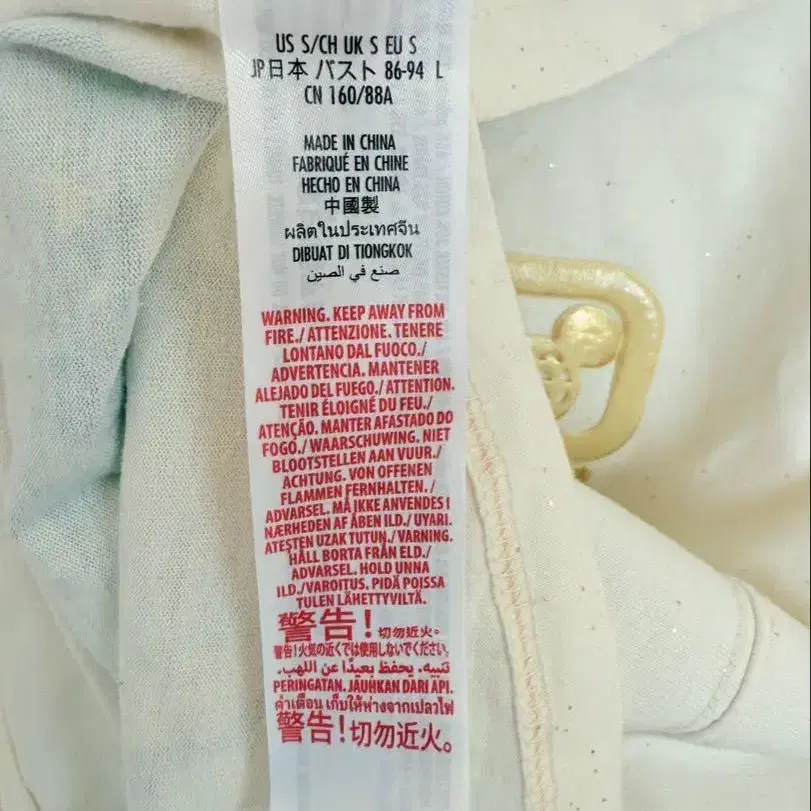 US S/CH UK S EU S
JP日本 バスト 86-94 L
CN 160/88A
MADE IN CHINA
FABRIQUÉ EN CHINE
HECHO EN CHINA
中國製
ผลิตในประเทศจีน
DIBUAT DI TIONGKOK
صنع في الصين
WARNING. KEEP AWAY FROM
FIRE./ ATTENZIONE. TENERE
LONTANO DAL FUOCO./
ADVERTENCIA. MANTENER
ALEJADO DEL FUEGO./ ATTENTION.
TENIR ÉLOIGNÉ DU FEU./
ATENÇÃO. MANTER AFASTADO DO
FOGO./ WAARSCHUWING. NIET
BLOOTSTELLEN AAN VUUR./
ACHTUNG. VON OFFENEN
FLAMMEN FERNHALTEN. /
ADVARSEL. MÅ IKKE ANVENDES I
NÆRHEDEN AF ÅBEN ILD./ UYARI.
ATEŞTEN UZAK TUTUN./ VARNING.
HÅLL BORTA FRÅN ELD./
ADVARSEL. HOLD UNNA
ILD./VAROITUS. PIDÄ POISSA
TULEN LÄHETTYVILTÄ.
警告! 切勿近火。
警告!火気の近くでは使用しないでください。
تنبيه. يحفظ بعيدًا عن اللهب.
PERINGATAN. JAUHKAN DARI API.
คำเตือน เก็บให้ห่างจากเปลวไฟ
警告!切勿近火。